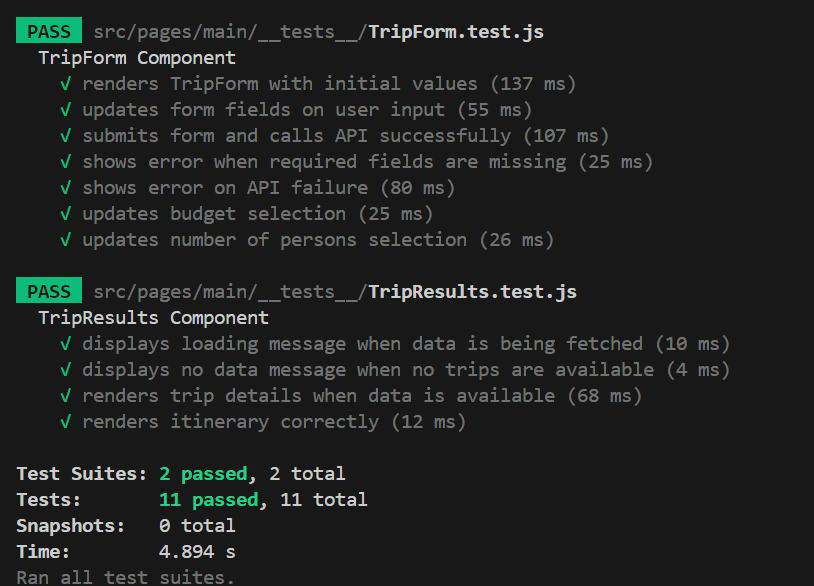 PASS src/pages/main/__tests__/TripForm.test.js
TripForm Component
√ renders TripForm with initial values (137 ms)
√ updates form fields on user input (55 ms)
√ submits form and calls API successfully (107 ms)
√ shows error when required fields are missing (25 ms)
√ shows error on API failure (80 ms)
√ updates budget selection (25 ms)
√ updates number of persons selection (26 ms)
PASS src/pages/main/__tests__/TripResults.test.js
TripResults Component
√ displays loading message when data is being fetched (10 ms)
√ displays no data message when no trips are available (4 ms)
√ renders trip details when data is available (68 ms)
√ renders itinerary correctly (12 ms)
Test Suites: 2 passed, 2 total
Tests: 11 passed, 11 total
Snapshots: 0 total
Time: 4.894 s
Ran all test suites.